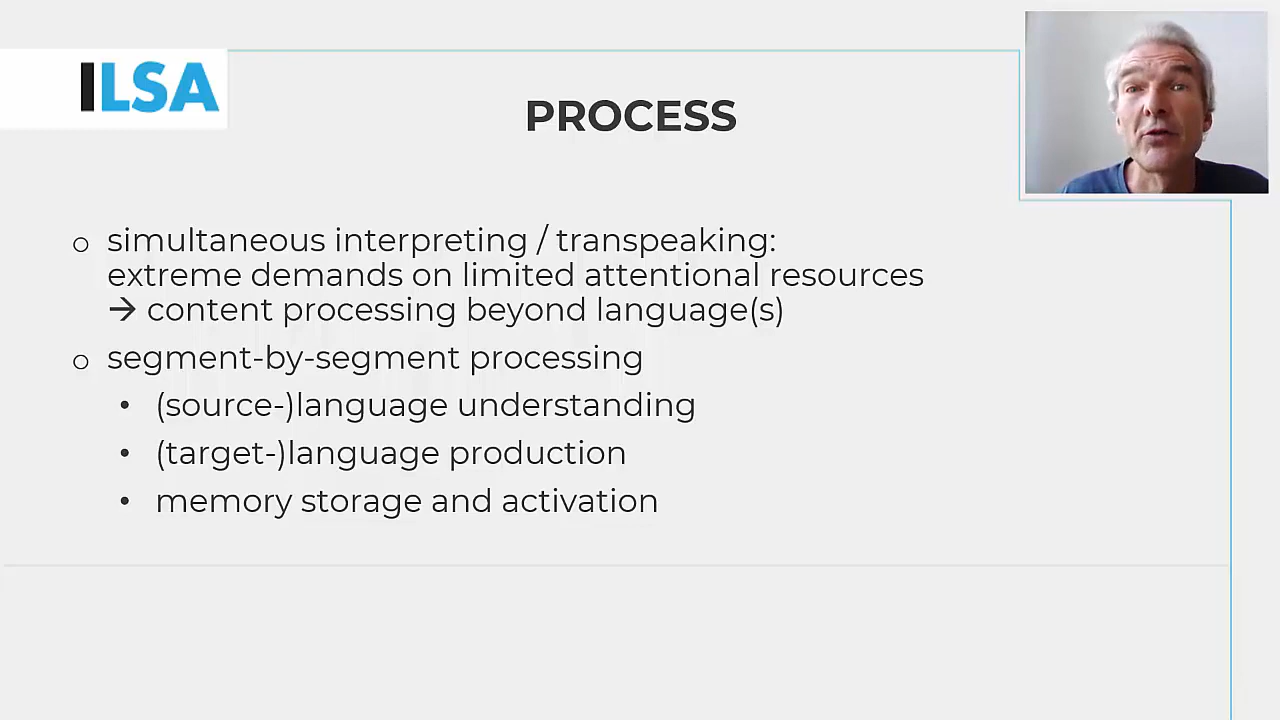 ILSA
PROCESS
o simultaneous interpreting / transpeaking:
extreme demands on limited attentional resources
→ content processing beyond language(s)
o segment-by-segment processing
• (source-)language understanding
• (target-)language production
• memory storage and activation